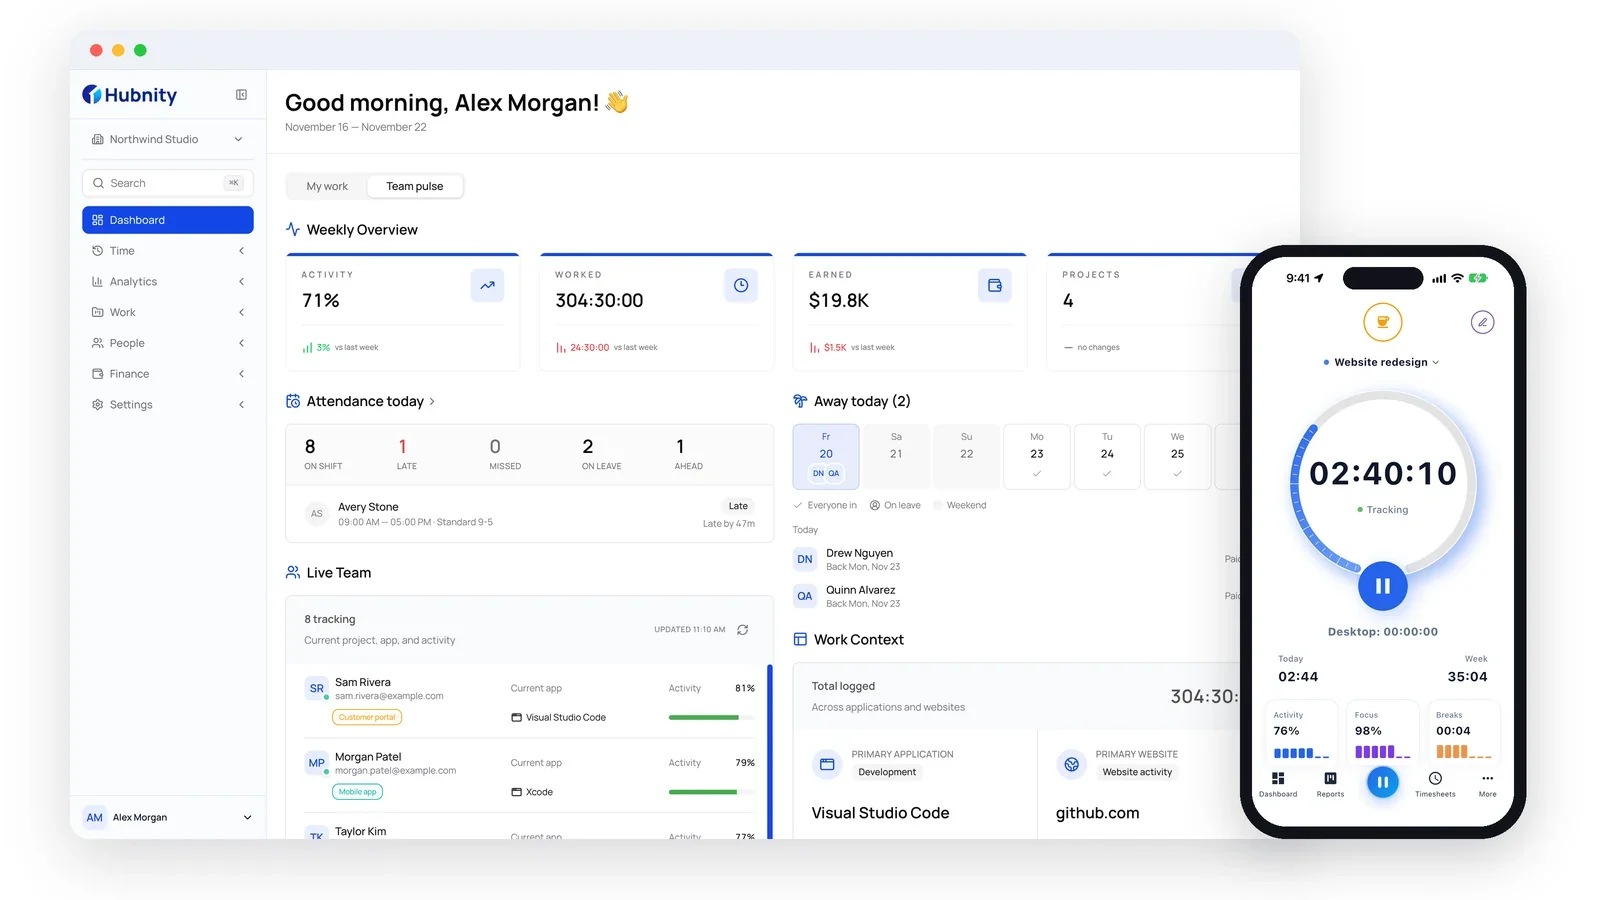 Hubnity
Northwind Studio
Search
⌘K
Dashboard
Time
Analytics
Work
People
Finance
Settings
AM
Alex Morgan
Good morning, Alex Morgan! 👋
November 16 — November 22
My work
Team pulse
Weekly Overview
ACTIVITY
71%
3% vs last week
WORKED
304:30:00
24:30:00 vs last week
EARNED
$19.8K
$1.5K vs last week
PROJECTS
4
— no changes
Attendance today
8
ON SHIFT
1
LATE
0
MISSED
2
ON LEAVE
1
AHEAD
AS
Avery Stone
09:00 AM — 05:00 PM · Standard 9-5
Late
Late by 47m
Live Team
8 tracking
Current project, app, and activity
UPDATED 11:10 AM
SR
Sam Rivera
sam.rivera@example.com
Customer portal
Current app
Visual Studio Code
Activity
81%
MP
Morgan Patel
morgan.patel@example.com
Mobile app
Current app
Xcode
Activity
79%
TK
Taylor Kim
Current app
Activity
77%
Away today (2)
Fr
20
DN QA
Sa
21
Su
22
Mo
23
Tu
24
We
25
Everyone in
On leave
Weekend
Today
DN
Drew Nguyen
Back Mon, Nov 23
QA
Quinn Alvarez
Back Mon, Nov 23
Work Context
Total logged
Across applications and websites
304:30:
PRIMARY APPLICATION
Development
Visual Studio Code
PRIMARY WEBSITE
Website activity
github.com
9:41
Website redesign
02:40:10
Tracking
Desktop: 00:00:00
Today
02:44
Week
35:04
Activity
76%
Focus
98%
Breaks
00:04
Dashboard
Reports
Timesheets
More